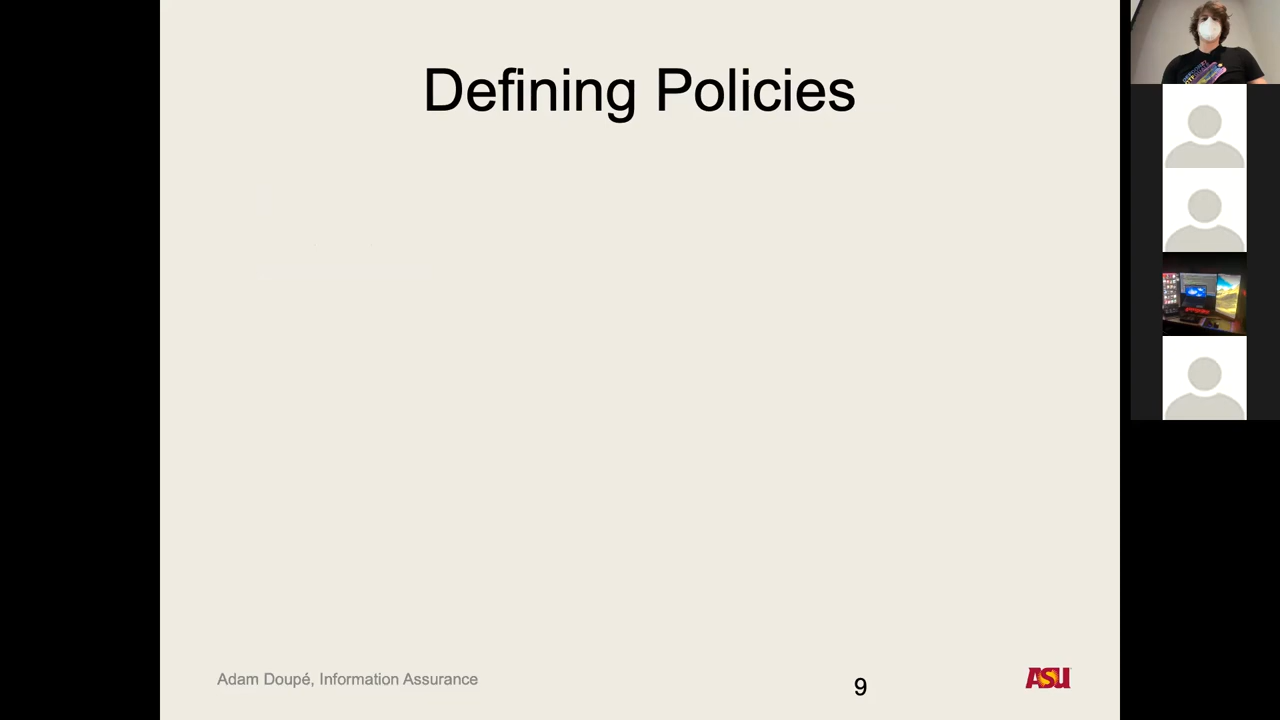 Defining Policies
Adam Doupé, Information Assurance
9
ASU